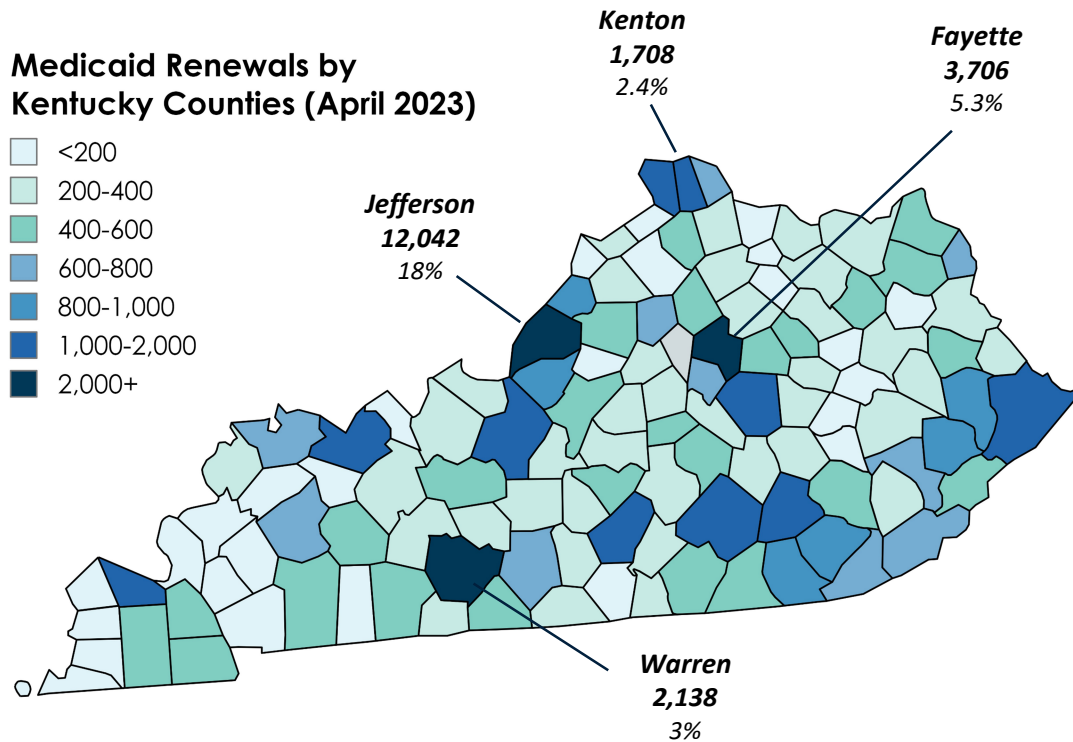 Medicaid Renewals by
Kentucky Counties (April 2023)
<200
200-400
400-600
600-800
800-1,000
1,000-2,000
2,000+
Kenton
1,708
2.4%
Fayette
3,706
5.3%
Jefferson
12,042
18%
Warren
2,138
3%